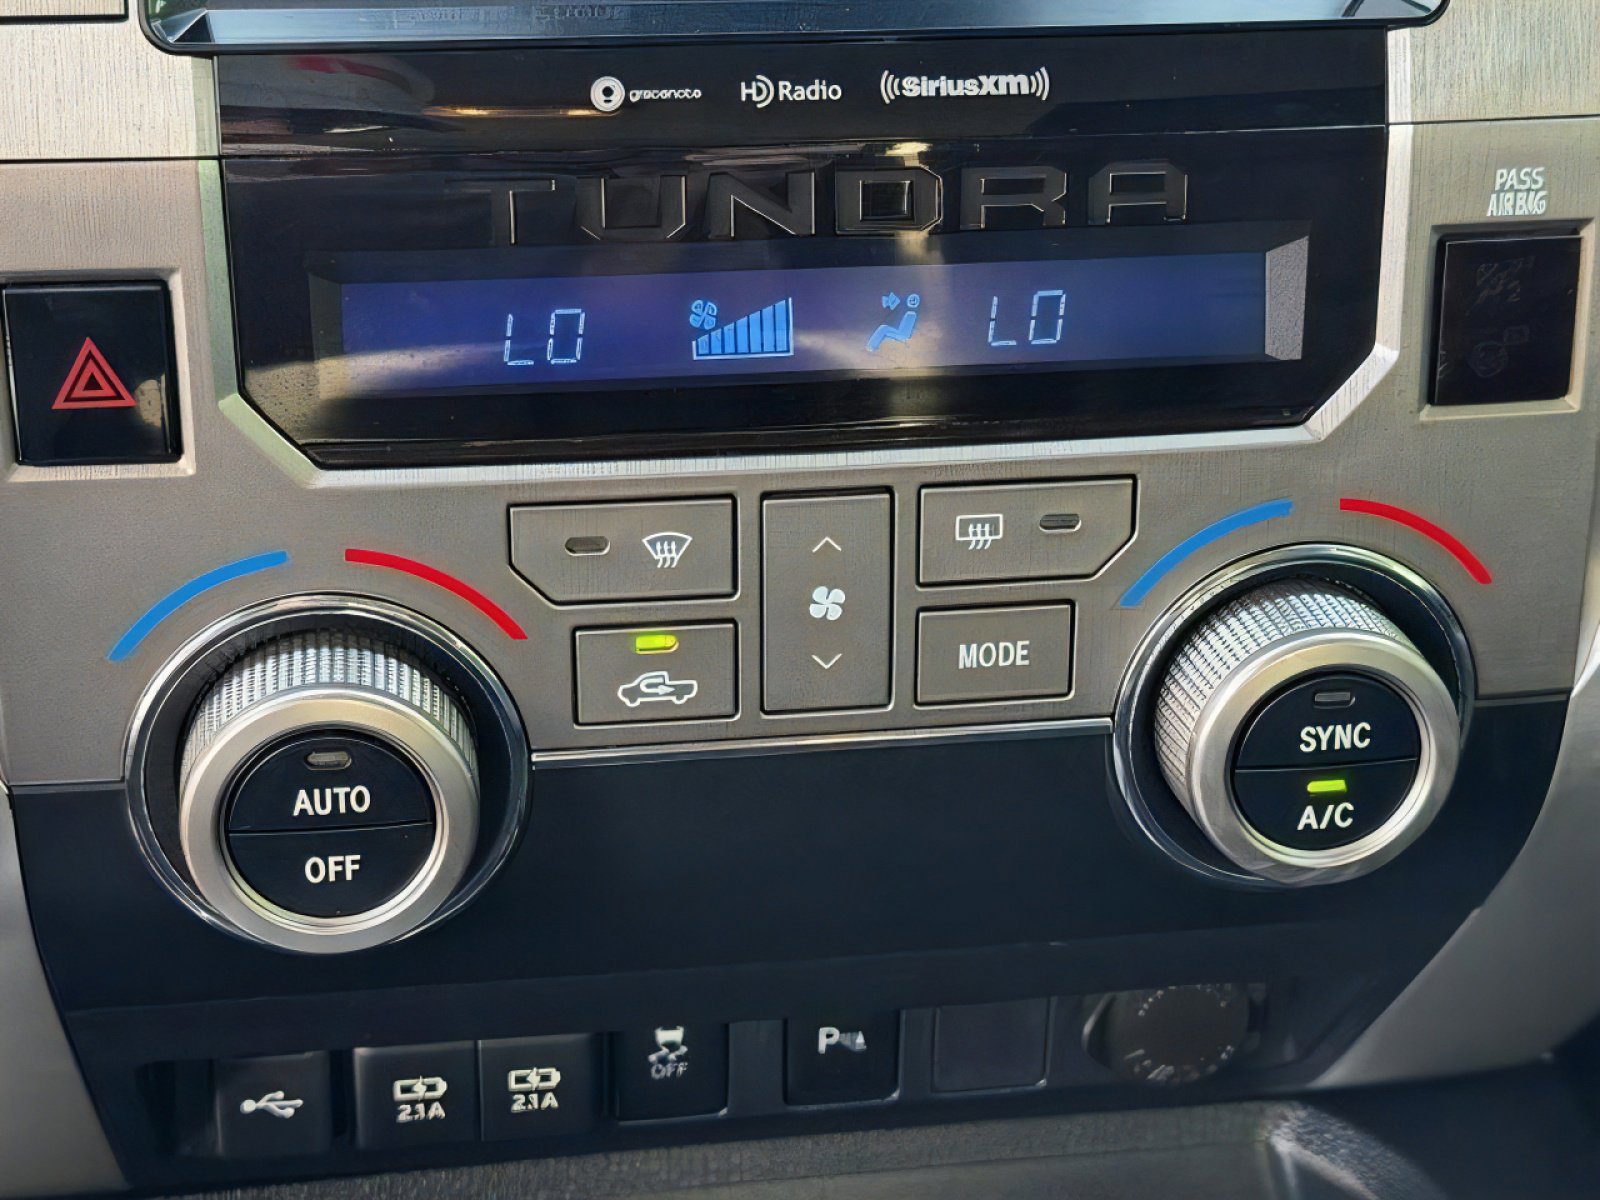 gracenote
HD Radio
SiriusXM
TUNDRA
PASS
AIRBAG
LO
LO
MODE
SYNC
A/C
AUTO
OFF
OFF
P
2.1A
2.1A